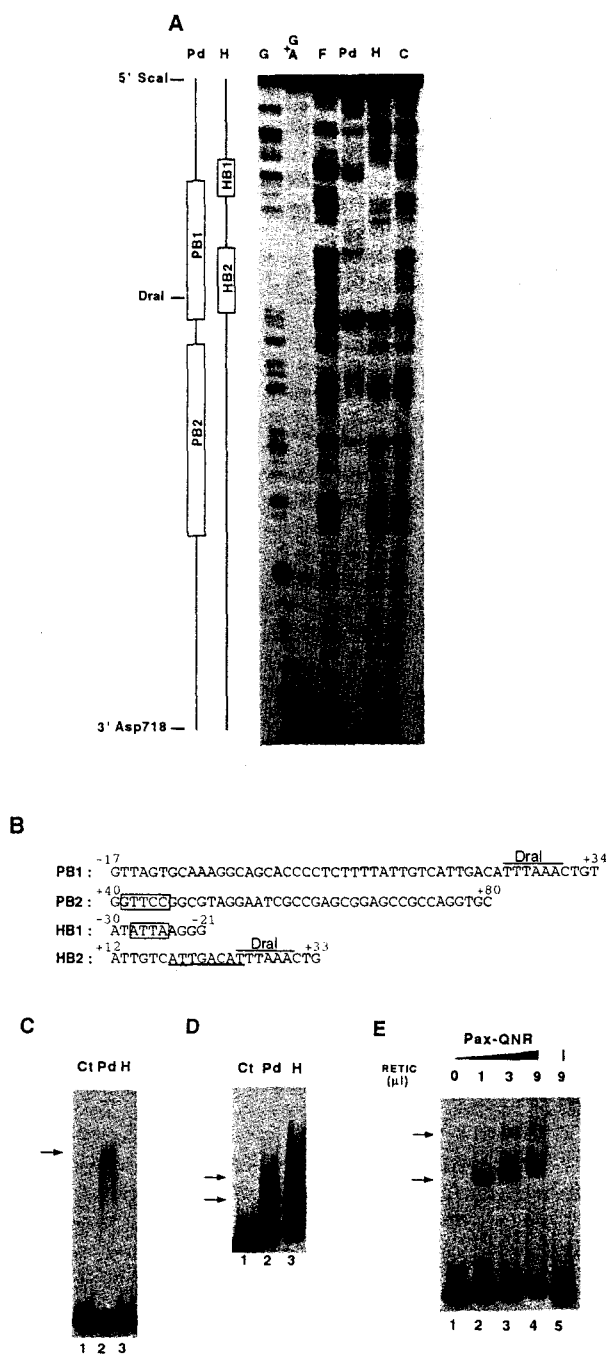 A
Pd H G G+A F Pd H C
5' ScaI
HB1
PB1
HB2
DraI
PB2
3' Asp718
B
DraI
-17 +34
PB1 : GTTAGTGCAAAGGCAGCACCCCTCTTTTATTGTCATTGACATTTAAACTGT
+40 +80
PB2 : GGTTCCGGCGTAGGAATCGCCGAGCGGAGCCGCCAGGTGC
-30 -21
HB1 : ATATTAAGGG
+12 DraI +33
HB2 : ATTGTCATTGACATTTAAACTG
C D E
Pax-QNR
Ct Pd H
Ct Pd H
RETIC 0 1 3 9 9
(µl)
1 2 3
1 2 3
1 2 3 4 5